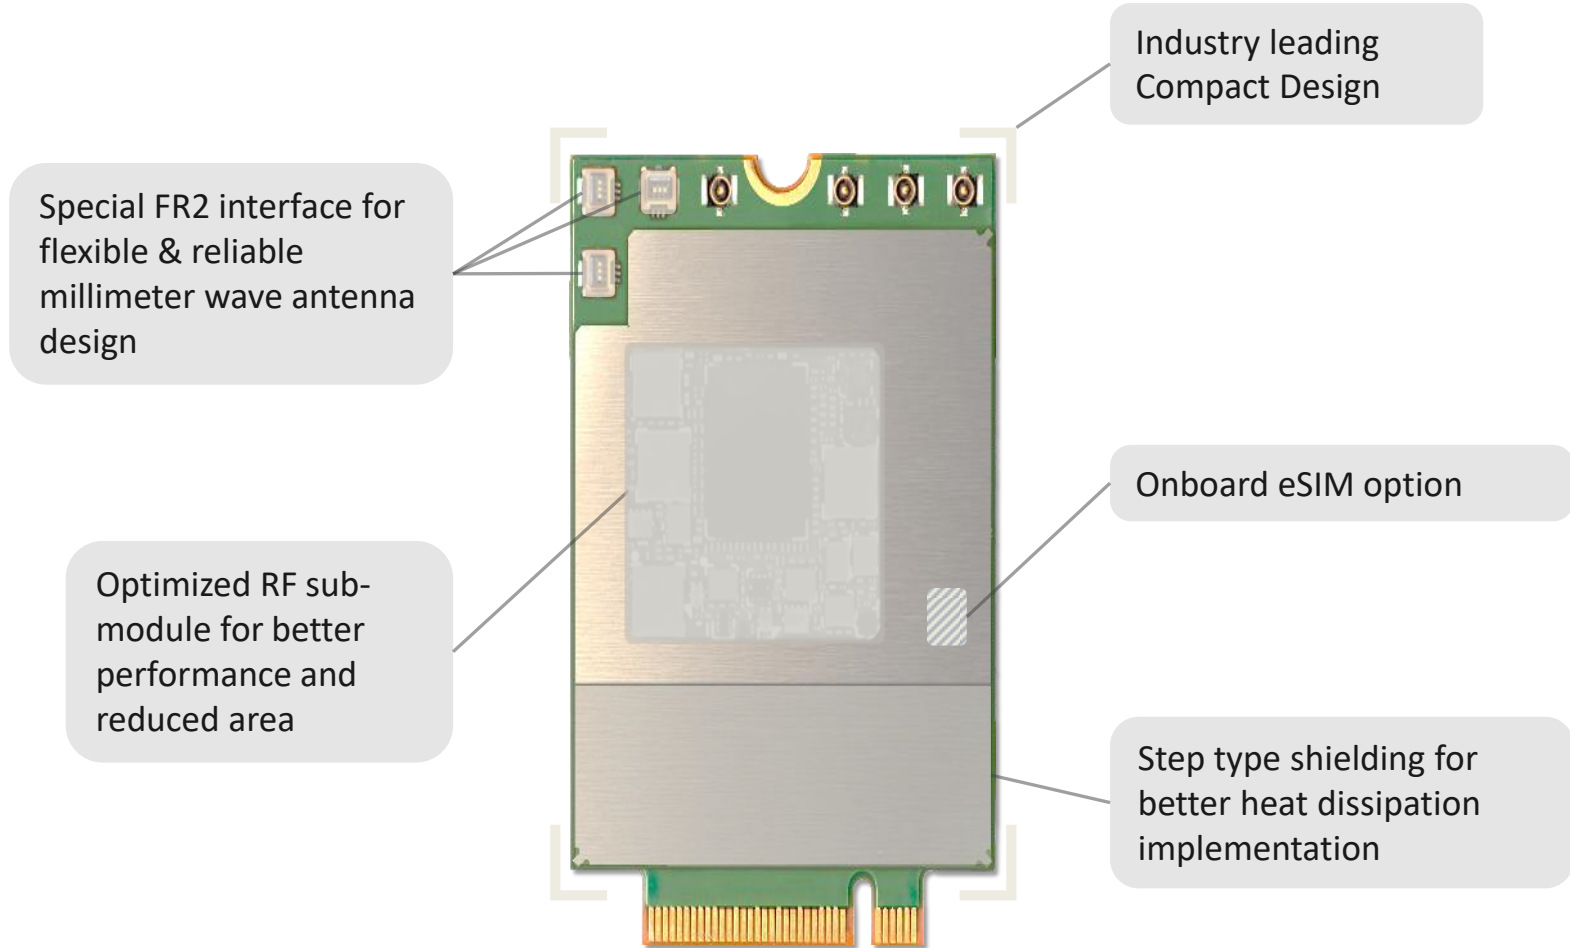 Industry leading
Compact Design
Special FR2 interface for
flexible & reliable
millimeter wave antenna
design
Onboard eSIM option
Optimized RF sub-
module for better
performance and
reduced area
Step type shielding for
better heat dissipation
implementation